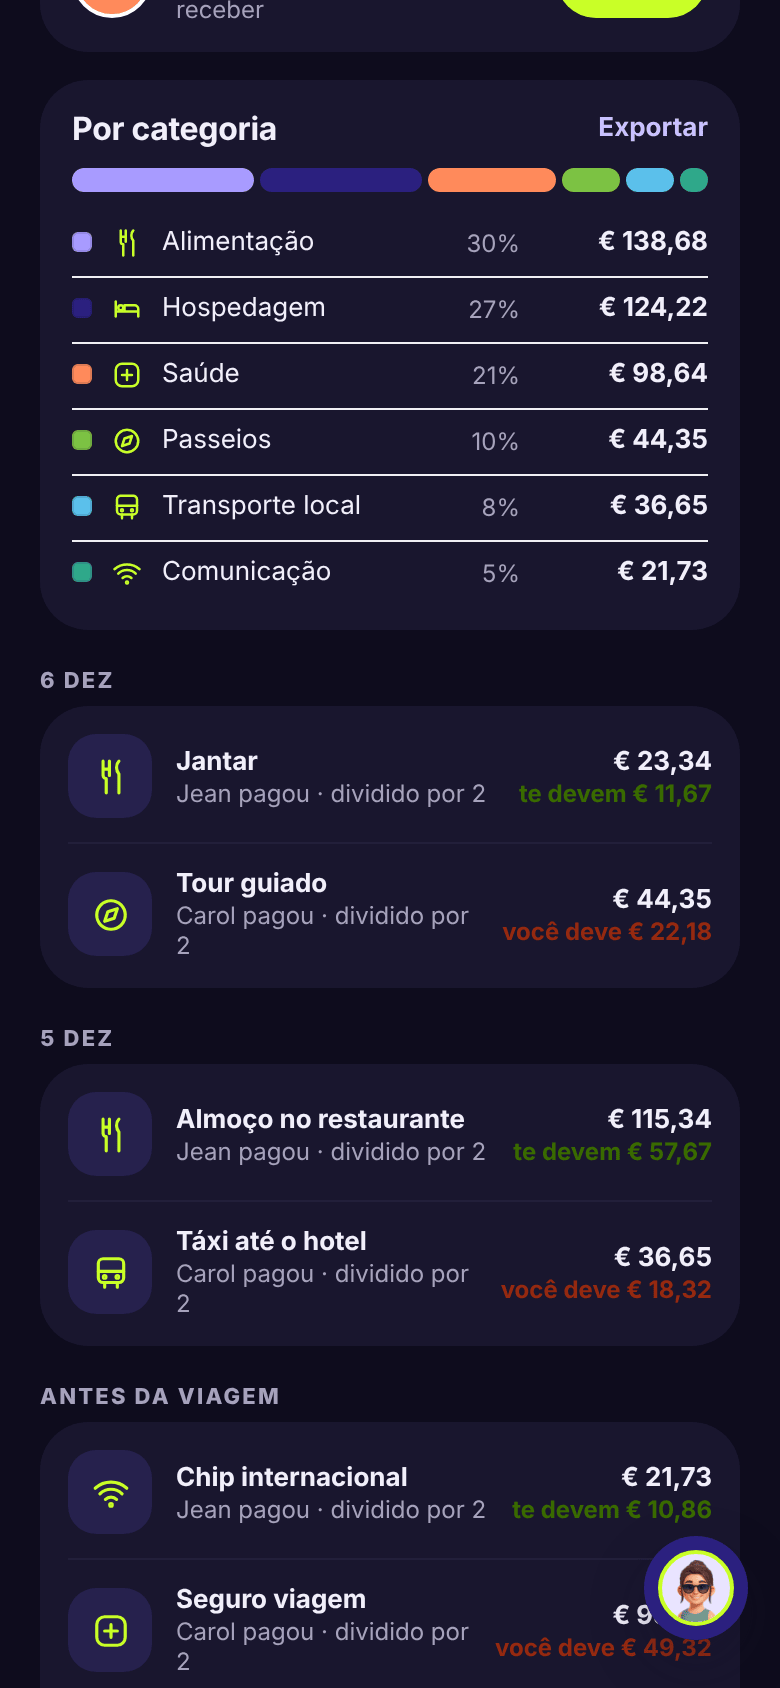 receber
Por categoria
Exportar
Alimentação 30% € 138,68
Hospedagem 27% € 124,22
Saúde 21% € 98,64
Passeios 10% € 44,35
Transporte local 8% € 36,65
Comunicação 5% € 21,73
6 DEZ
Jantar € 23,34
Jean pagou · dividido por 2 te devem € 11,67
Tour guiado € 44,35
Carol pagou · dividido por
2
você deve € 22,18
5 DEZ
Almoço no restaurante € 115,34
Jean pagou · dividido por 2 te devem € 57,67
Táxi até o hotel € 36,65
Carol pagou · dividido por
2
você deve € 18,32
ANTES DA VIAGEM
Chip internacional € 21,73
Jean pagou · dividido por 2 te devem € 10,86
Seguro viagem €
Carol pagou · dividido por
2
você deve € 49,32